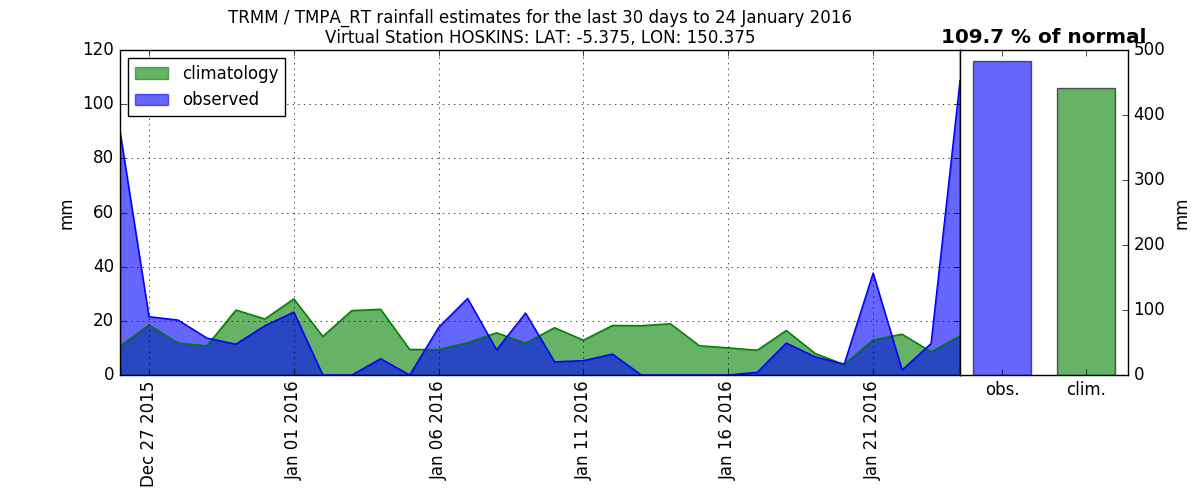 TRMM / TMPA_RT rainfall estimates for the last 30 days to 24 January 2016
Virtual Station HOSKINS: LAT: -5.375, LON: 150.375
109.7 % of normal
climatology
observed
120
100
80
60
40
20
0
mm
Dec 27 2015
Jan 01 2016
Jan 06 2016
Jan 11 2016
Jan 16 2016
Jan 21 2016
obs.
clim.
500
400
300
200
100
0
mm